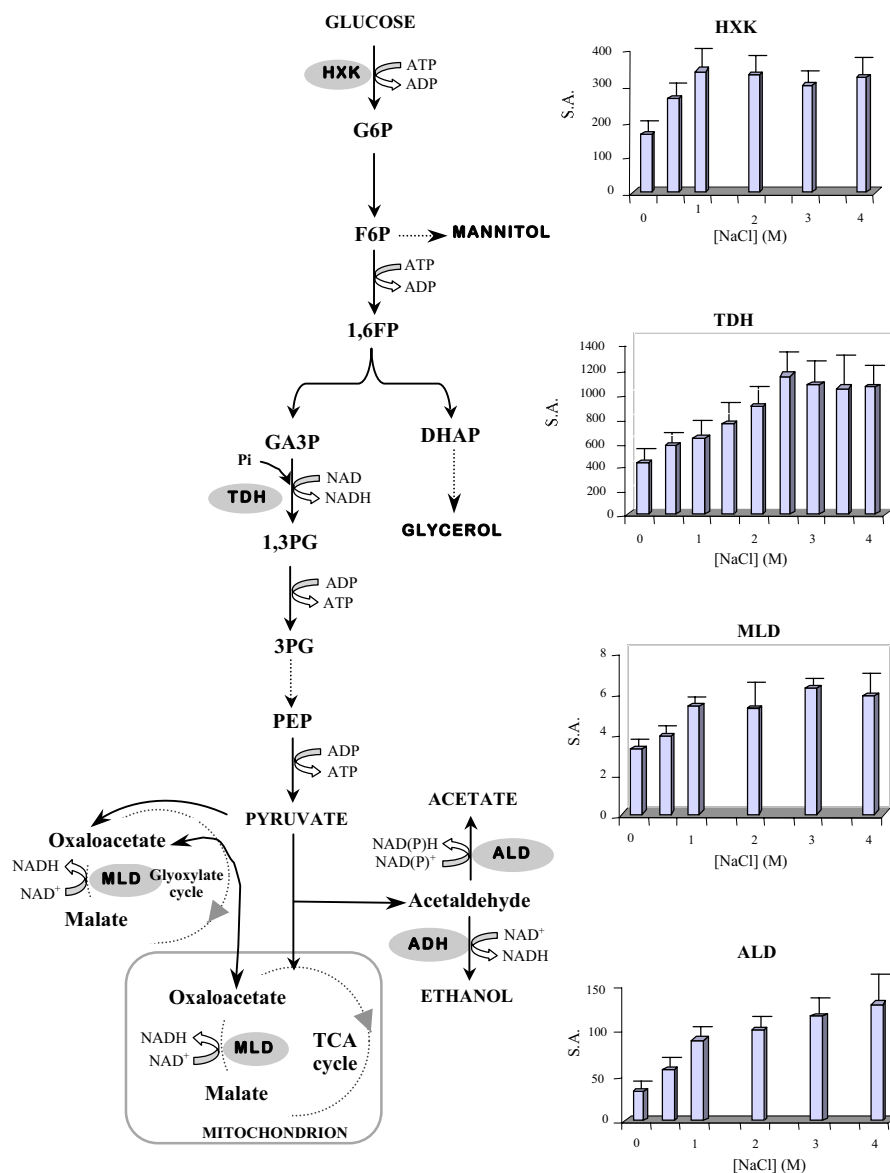 GLUCOSE
HXK
ATP
ADP
G6P
F6P
MANNITOL
ATP
ADP
1,6FP
GA3P
DHAP
Pi
TDH
NAD
NADH
GLYCEROL
1,3PG
ADP
ATP
3PG
PEP
ADP
ATP
PYRUVATE
ACETATE
Oxaloacetate
NADH
NAD+
MLD
Glyoxylate
cycle
Malate
NAD(P)H
NAD(P)+
ALD
Acetaldehyde
ADH
NAD+
NADH
ETHANOL
Oxaloacetate
NADH
NAD+
MLD
TCA
cycle
Malate
MITOCHONDRION
HXK
S.A.
400
300
200
100
0
0 1 2 3 4
[NaCl] (M)
TDH
S.A.
1400
1200
1000
800
600
400
200
0
0 1 2 3 4
[NaCl] (M)
MLD
S.A.
8
6
4
2
0
0 1 2 3 4
[NaCl] (M)
ALD
S.A.
150
100
50
0
0 1 2 3 4
[NaCl] (M)